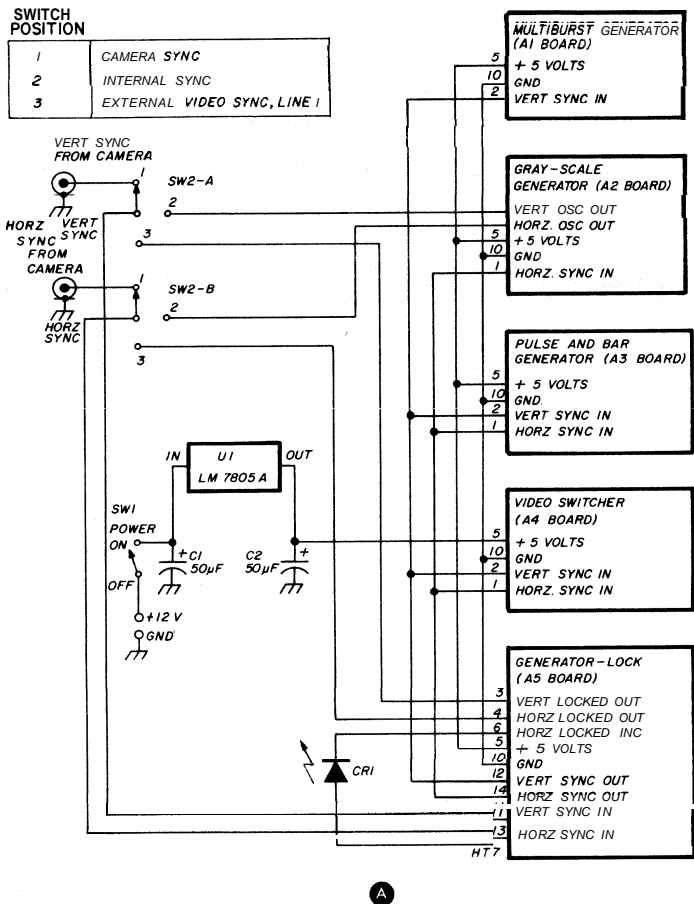 SWITCH
POSITION
1 CAMERA SYNC
2 INTERNAL SYNC
3 EXTERNAL VIDEO SYNC, LINE 1
VERT SYNC
FROM CAMERA
1
SW2-A
2
3
VERT
SYNC
HORZ
SYNC
FROM
CAMERA
1
SW2-B
2
3
HORZ
SYNC
IN
U1
LM 7805A
OUT
SW1
POWER
ON
OFF
+
C1
50µF
C2
50µF
+
+12V
GND
CR1
MULTIBURST GENERATOR
(A1 BOARD)
5 + 5 VOLTS
10 GND
2 VERT SYNC IN
GRAY-SCALE
GENERATOR (A2 BOARD)
VERT OSC OUT
HORZ. OSC OUT
5 + 5 VOLTS
10 GND
1 HORZ. SYNC IN
PULSE AND BAR
GENERATOR (A3 BOARD)
5 + 5 VOLTS
10 GND.
2 VERT SYNC IN
1 HORZ SYNC IN
VIDEO SWITCHER
(A4 BOARD)
5 + 5 VOLTS
10 GND
2 VERT SYNC IN
1 HORZ. SYNC IN
GENERATOR-LOCK
(A5 BOARD)
3 VERT LOCKED OUT
4 HORZ LOCKED OUT
6 HORZ LOCKED INC
5 + 5 VOLTS
10 GND
12 VERT SYNC OUT
14 HORZ SYNC OUT
11 VERT SYNC IN
13 HORZ SYNC IN
HT7
A